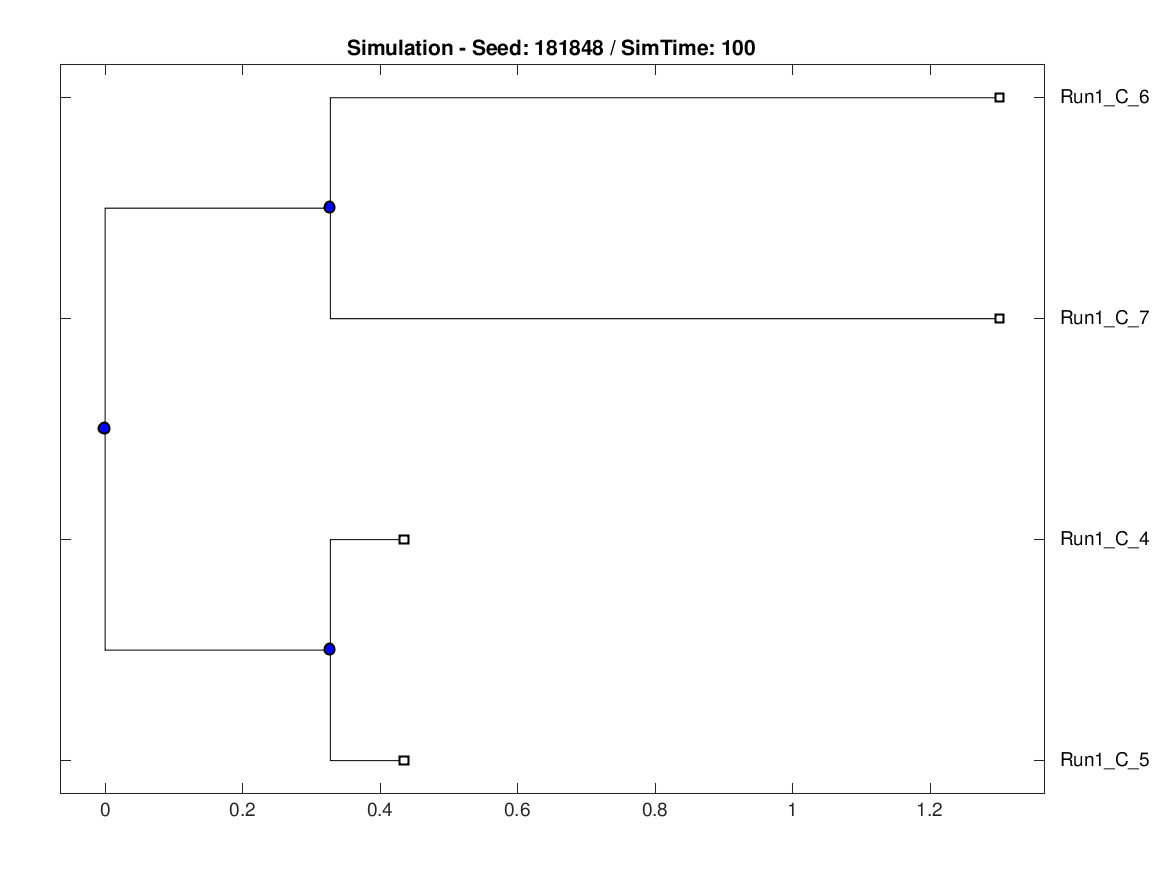 Simulation - Seed: 181848 / SimTime: 100
Run1_C_6
Run1_C_7
Run1_C_4
Run1_C_5
0 0.2 0.4 0.6 0.8 1 1.2